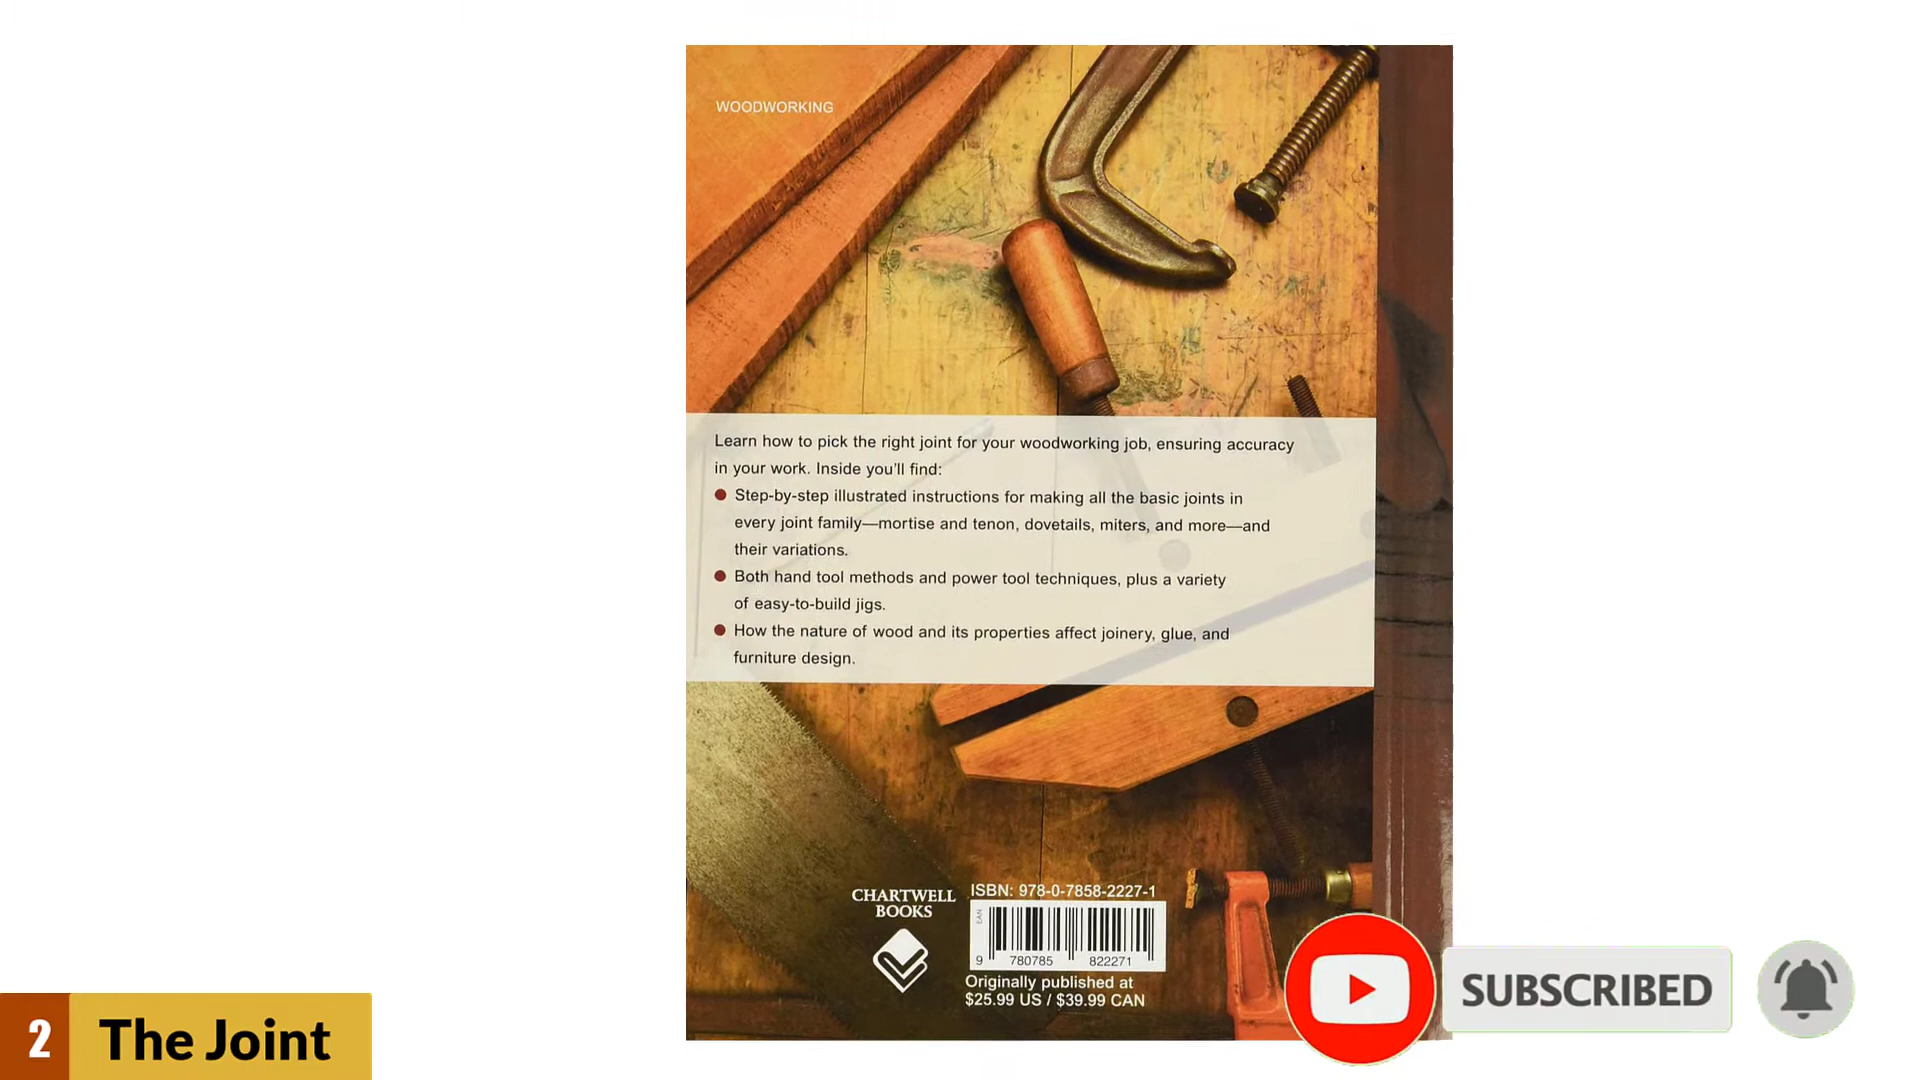 WOODWORKING
Learn how to pick the right joint for your woodworking job, ensuring accuracy
in your work. Inside you'll find:
Step-by-step illustrated instructions for making all the basic joints in
every joint family—mortise and tenon, dovetails, miters, and more—and
their variations.
Both hand tool methods and power tool techniques, plus a variety
of easy-to-build jigs.
How the nature of wood and its properties affect joinery, glue, and
furniture design.
CHARTWELL
BOOKS
ISBN: 978-0-7858-2227-1
EAN
9 780785 822271
Originally published at
$25.99 US / $39.99 CAN
SUBSCRIBED
2 The Joint